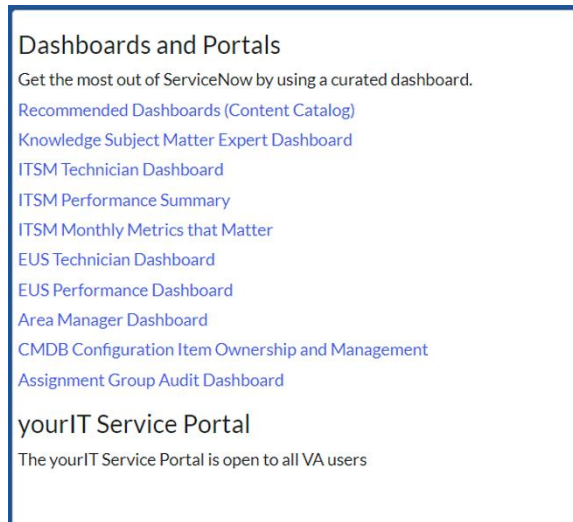 Dashboards and Portals
Get the most out of ServiceNow by using a curated dashboard.
Recommended Dashboards (Content Catalog)
Knowledge Subject Matter Expert Dashboard
ITSM Technician Dashboard
ITSM Performance Summary
ITSM Monthly Metrics that Matter
EUS Technician Dashboard
EUS Performance Dashboard
Area Manager Dashboard
CMDB Configuration Item Ownership and Management
Assignment Group Audit Dashboard
yourIT Service Portal
The yourIT Service Portal is open to all VA users